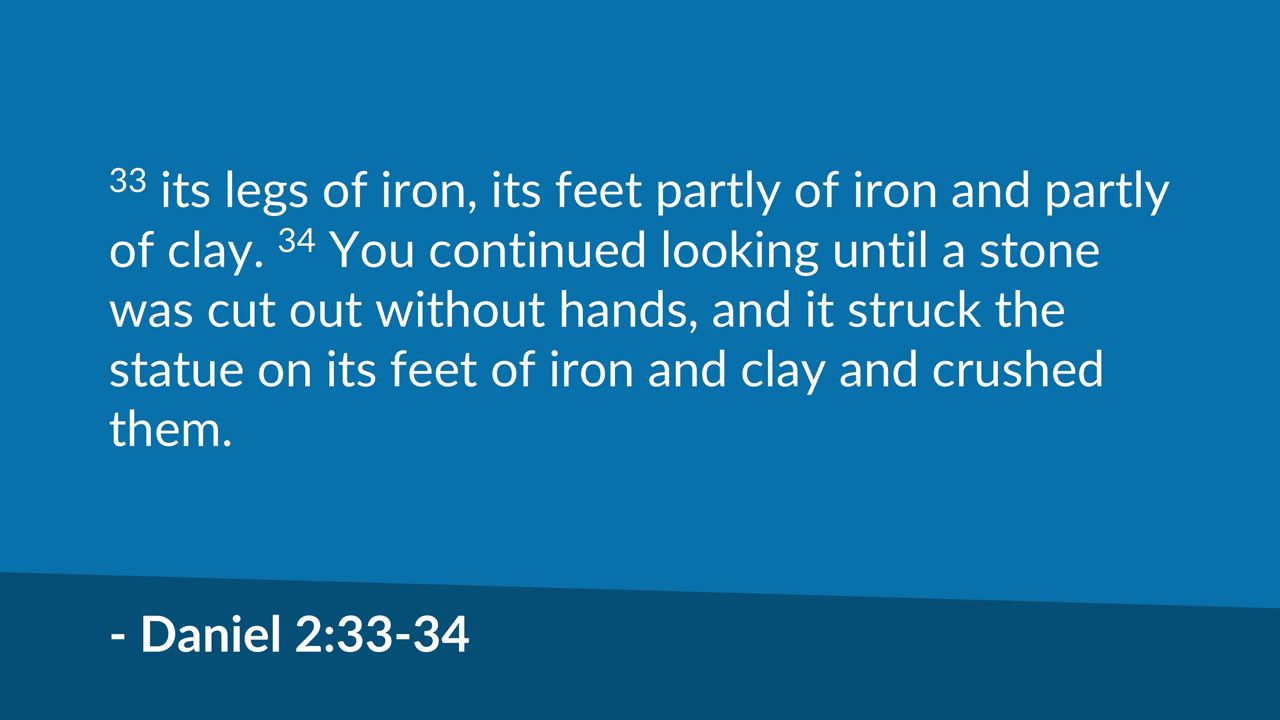 ³³ its legs of iron, its feet partly of iron and partly
of clay. ³⁴ You continued looking until a stone
was cut out without hands, and it struck the
statue on its feet of iron and clay and crushed
them.
- Daniel 2:33-34